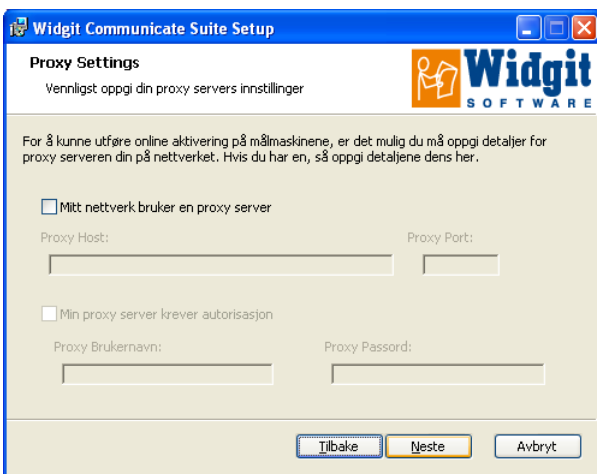 Widgit Communicate Suite Setup
Proxy Settings
Vennligst oppgi din proxy servers innstillinger
Widgit
SOFTWARE
For å kunne utføre online aktivering på målmaskinene, er det mulig du må oppgi detaljer for
proxy serveren din på nettverket. Hvis du har en, så oppgi detaljene dens her.
Mitt nettverk bruker en proxy server
Proxy Host: Proxy Port:
Min proxy server krever autorisasjon
Proxy Brukernavn: Proxy Passord:
Tilbake Neste Avbryt